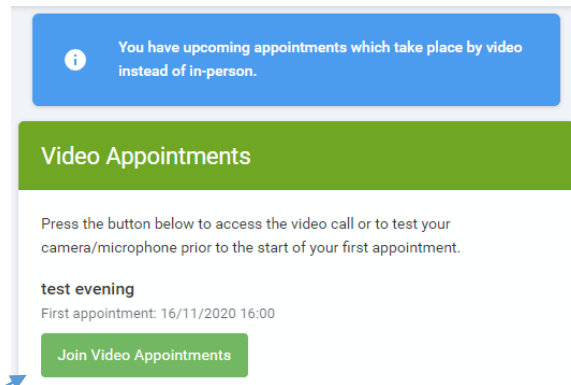 You have upcoming appointments which take place by video
instead of in-person.
Video Appointments
Press the button below to access the video call or to test your
camera/microphone prior to the start of your first appointment.
test evening
First appointment: 16/11/2020 16:00
Join Video Appointments